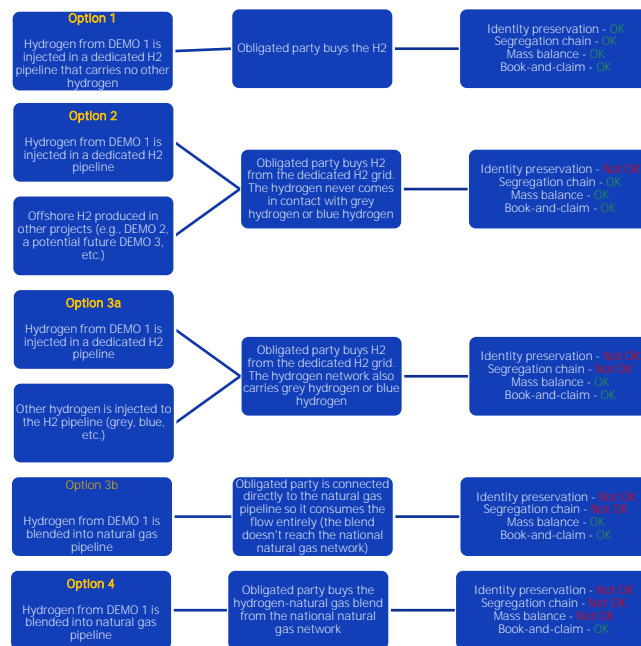 Option 1
Hydrogen from DEMO 1 is
injected in a dedicated H2
pipeline that carries no other
hydrogen
Obligated party buys the H2
Identity preservation - OK
Segregation chain - OK
Mass balance - OK
Book-and-claim - OK
Option 2
Hydrogen from DEMO 1 is
injected in a dedicated H2
pipeline
Offshore H2 produced in
other projects (e.g., DEMO 2,
a potential future DEMO 3,
etc.)
Obligated party buys H2
from the dedicated H2 grid.
The hydrogen never comes
in contact with grey
hydrogen or blue hydrogen
Identity preservation - Not OK
Segregation chain - OK
Mass balance - OK
Book-and-claim - OK
Option 3a
Hydrogen from DEMO 1 is
injected in a dedicated H2
pipeline
Other hydrogen is injected to
the H2 pipeline (grey, blue,
etc.)
Obligated party buys H2
from the dedicated H2 grid.
The hydrogen network also
carries grey hydrogen or blue
hydrogen
Identity preservation - Not OK
Segregation chain - Not OK
Mass balance - OK
Book-and-claim - OK
Option 3b
Hydrogen from DEMO 1 is
blended into natural gas
pipeline
Obligated party is connected
directly to the natural gas
pipeline so it consumes the
flow entirely (the blend
doesn't reach the national
natural gas network)
Identity preservation - Not OK
Segregation chain - Not OK
Mass balance - OK
Book-and-claim - OK
Option 4
Hydrogen from DEMO 1 is
blended into natural gas
pipeline
Obligated party buys the
hydrogen-natural gas blend
from the national natural
gas network
Identity preservation - Not OK
Segregation chain - Not OK
Mass balance - Not OK
Book-and-claim - OK